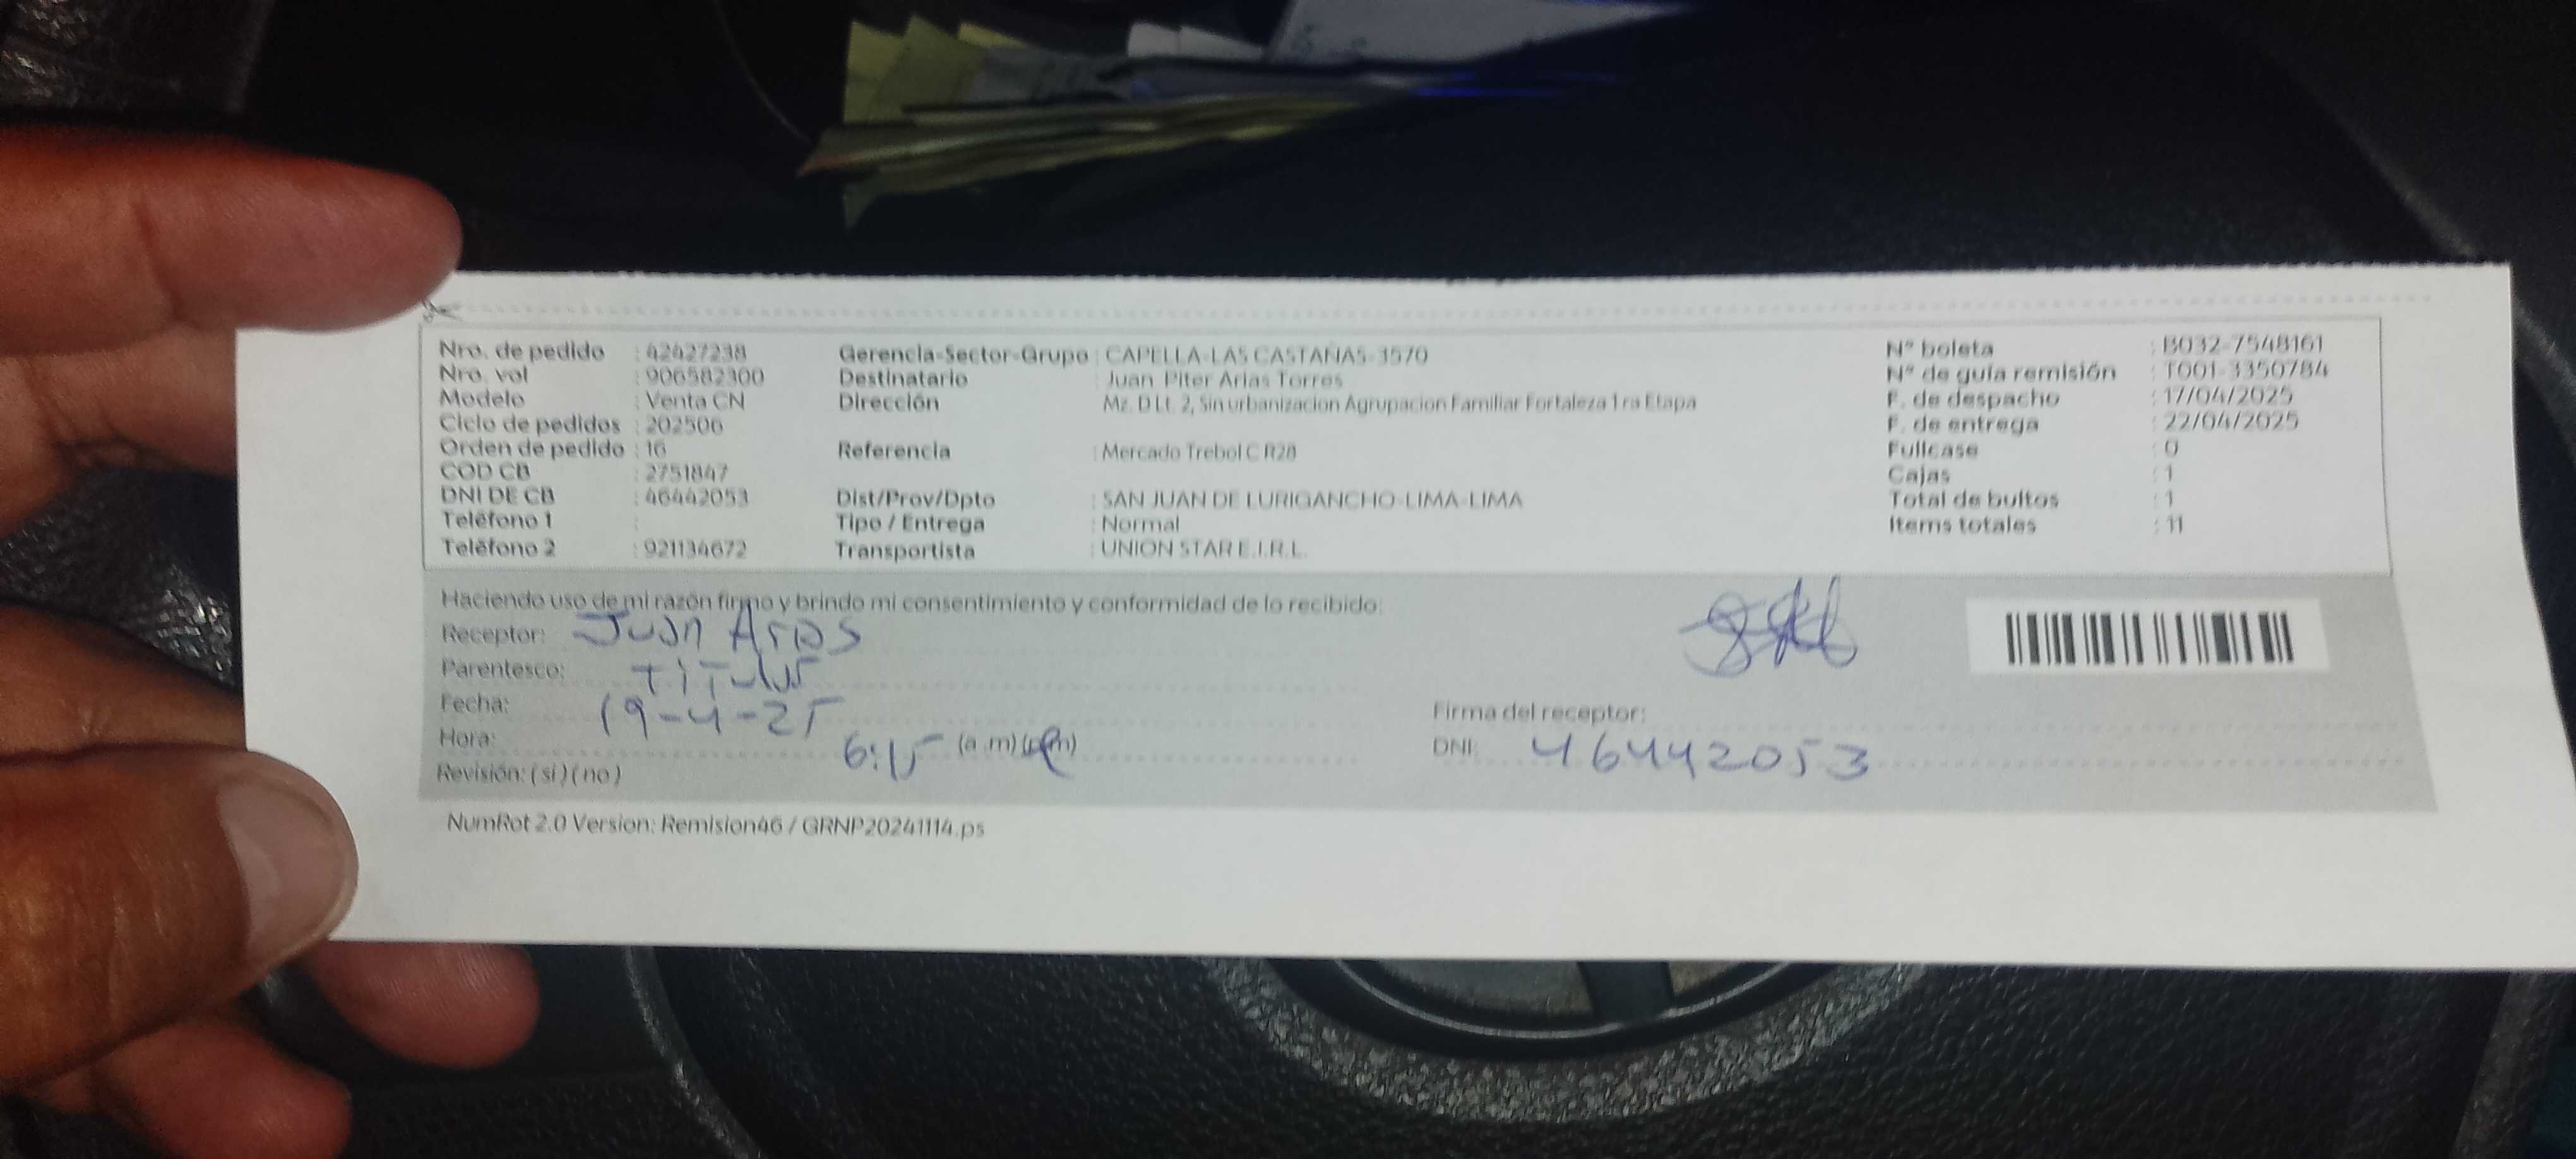 Nro. de pedido : 42427238 Gerencia-Sector-Grupo : CAPELLA-LAS CASTAÑAS-3570 N° boleta : B032-7548161
Nro. vol : 906582300 Destinatario : Juan Piter Arias Torres N° de guía remisión : T001-3350784
Modelo : Venta CN Dirección : Mz. D Lt. 2, Sin urbanizacion Agrupacion Familiar Fortaleza 1 ra Etapa F. de despacho : 17/04/2025
Ciclo de pedidos : 202506 F. de entrega : 22/04/2025
Orden de pedido : 16 Referencia : Mercado Trebol C R28 Fullcase : 0
COD CB : 2751847 Cajas : 1
DNI DE CB : 46442053 Dist/Prov/Dpto : SAN JUAN DE LURIGANCHO-LIMA-LIMA Total de bultos : 1
Teléfono 1 : Tipo / Entrega : Normal Items totales : 11
Teléfono 2 : 921134672 Transportista : UNION STAR E.I.R.L.
Haciendo uso de mi razón firmo y brindo mi consentimiento y conformidad de lo recibido:
Receptor: Juan Arias
Parentesco: Titular
Fecha: 19-4-25 Firma del receptor:
Hora: 6:15 (a .m) (p.m) DNI: 46442053
Revisión: ( si ) ( no )
NumRot 2.0 Version: Remision46 / GRNP20241114.ps